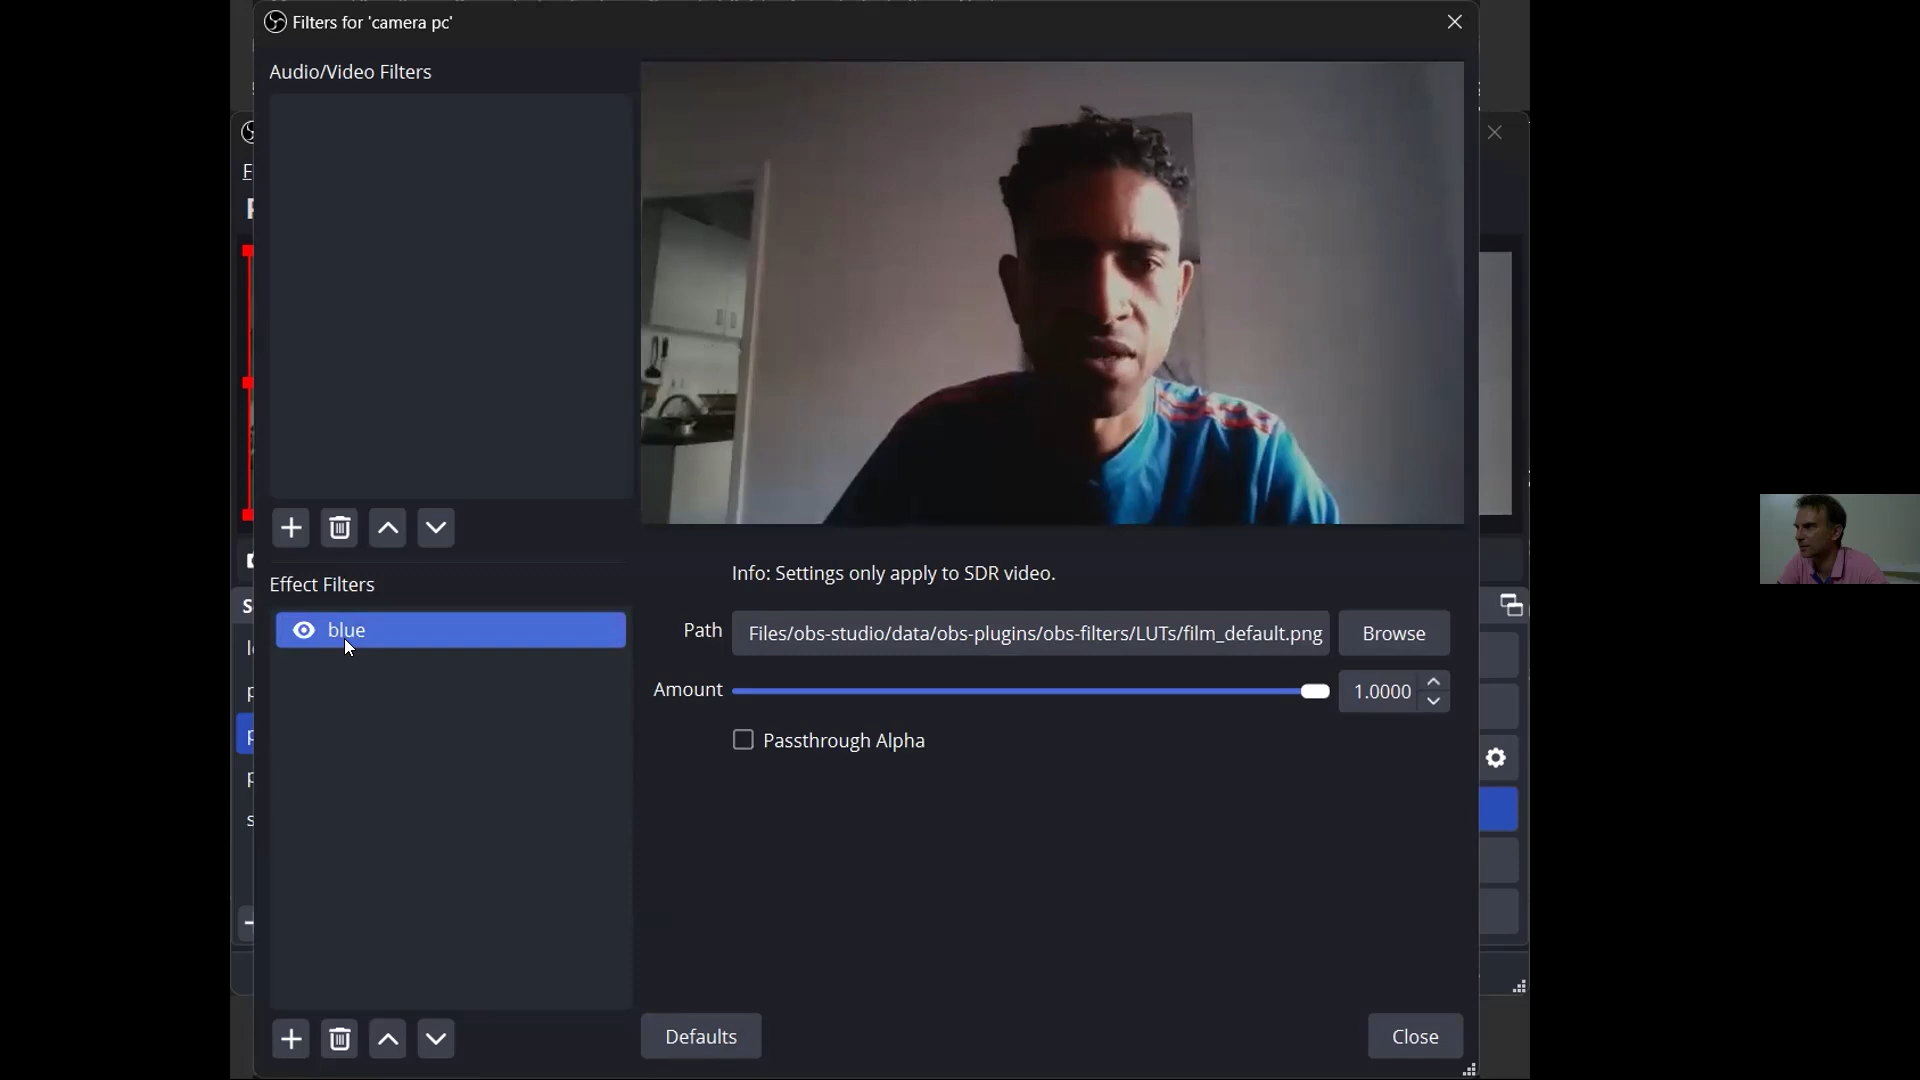 Filters for 'camera pc'
Audio/Video Filters
Effect Filters
blue
Info: Settings only apply to SDR video.
Path
Files/obs-studio/data/obs-plugins/obs-filters/LUTs/film_default.png
Browse
Amount
1.0000
Passthrough Alpha
Defaults
Close
F
S
p
p
p
s